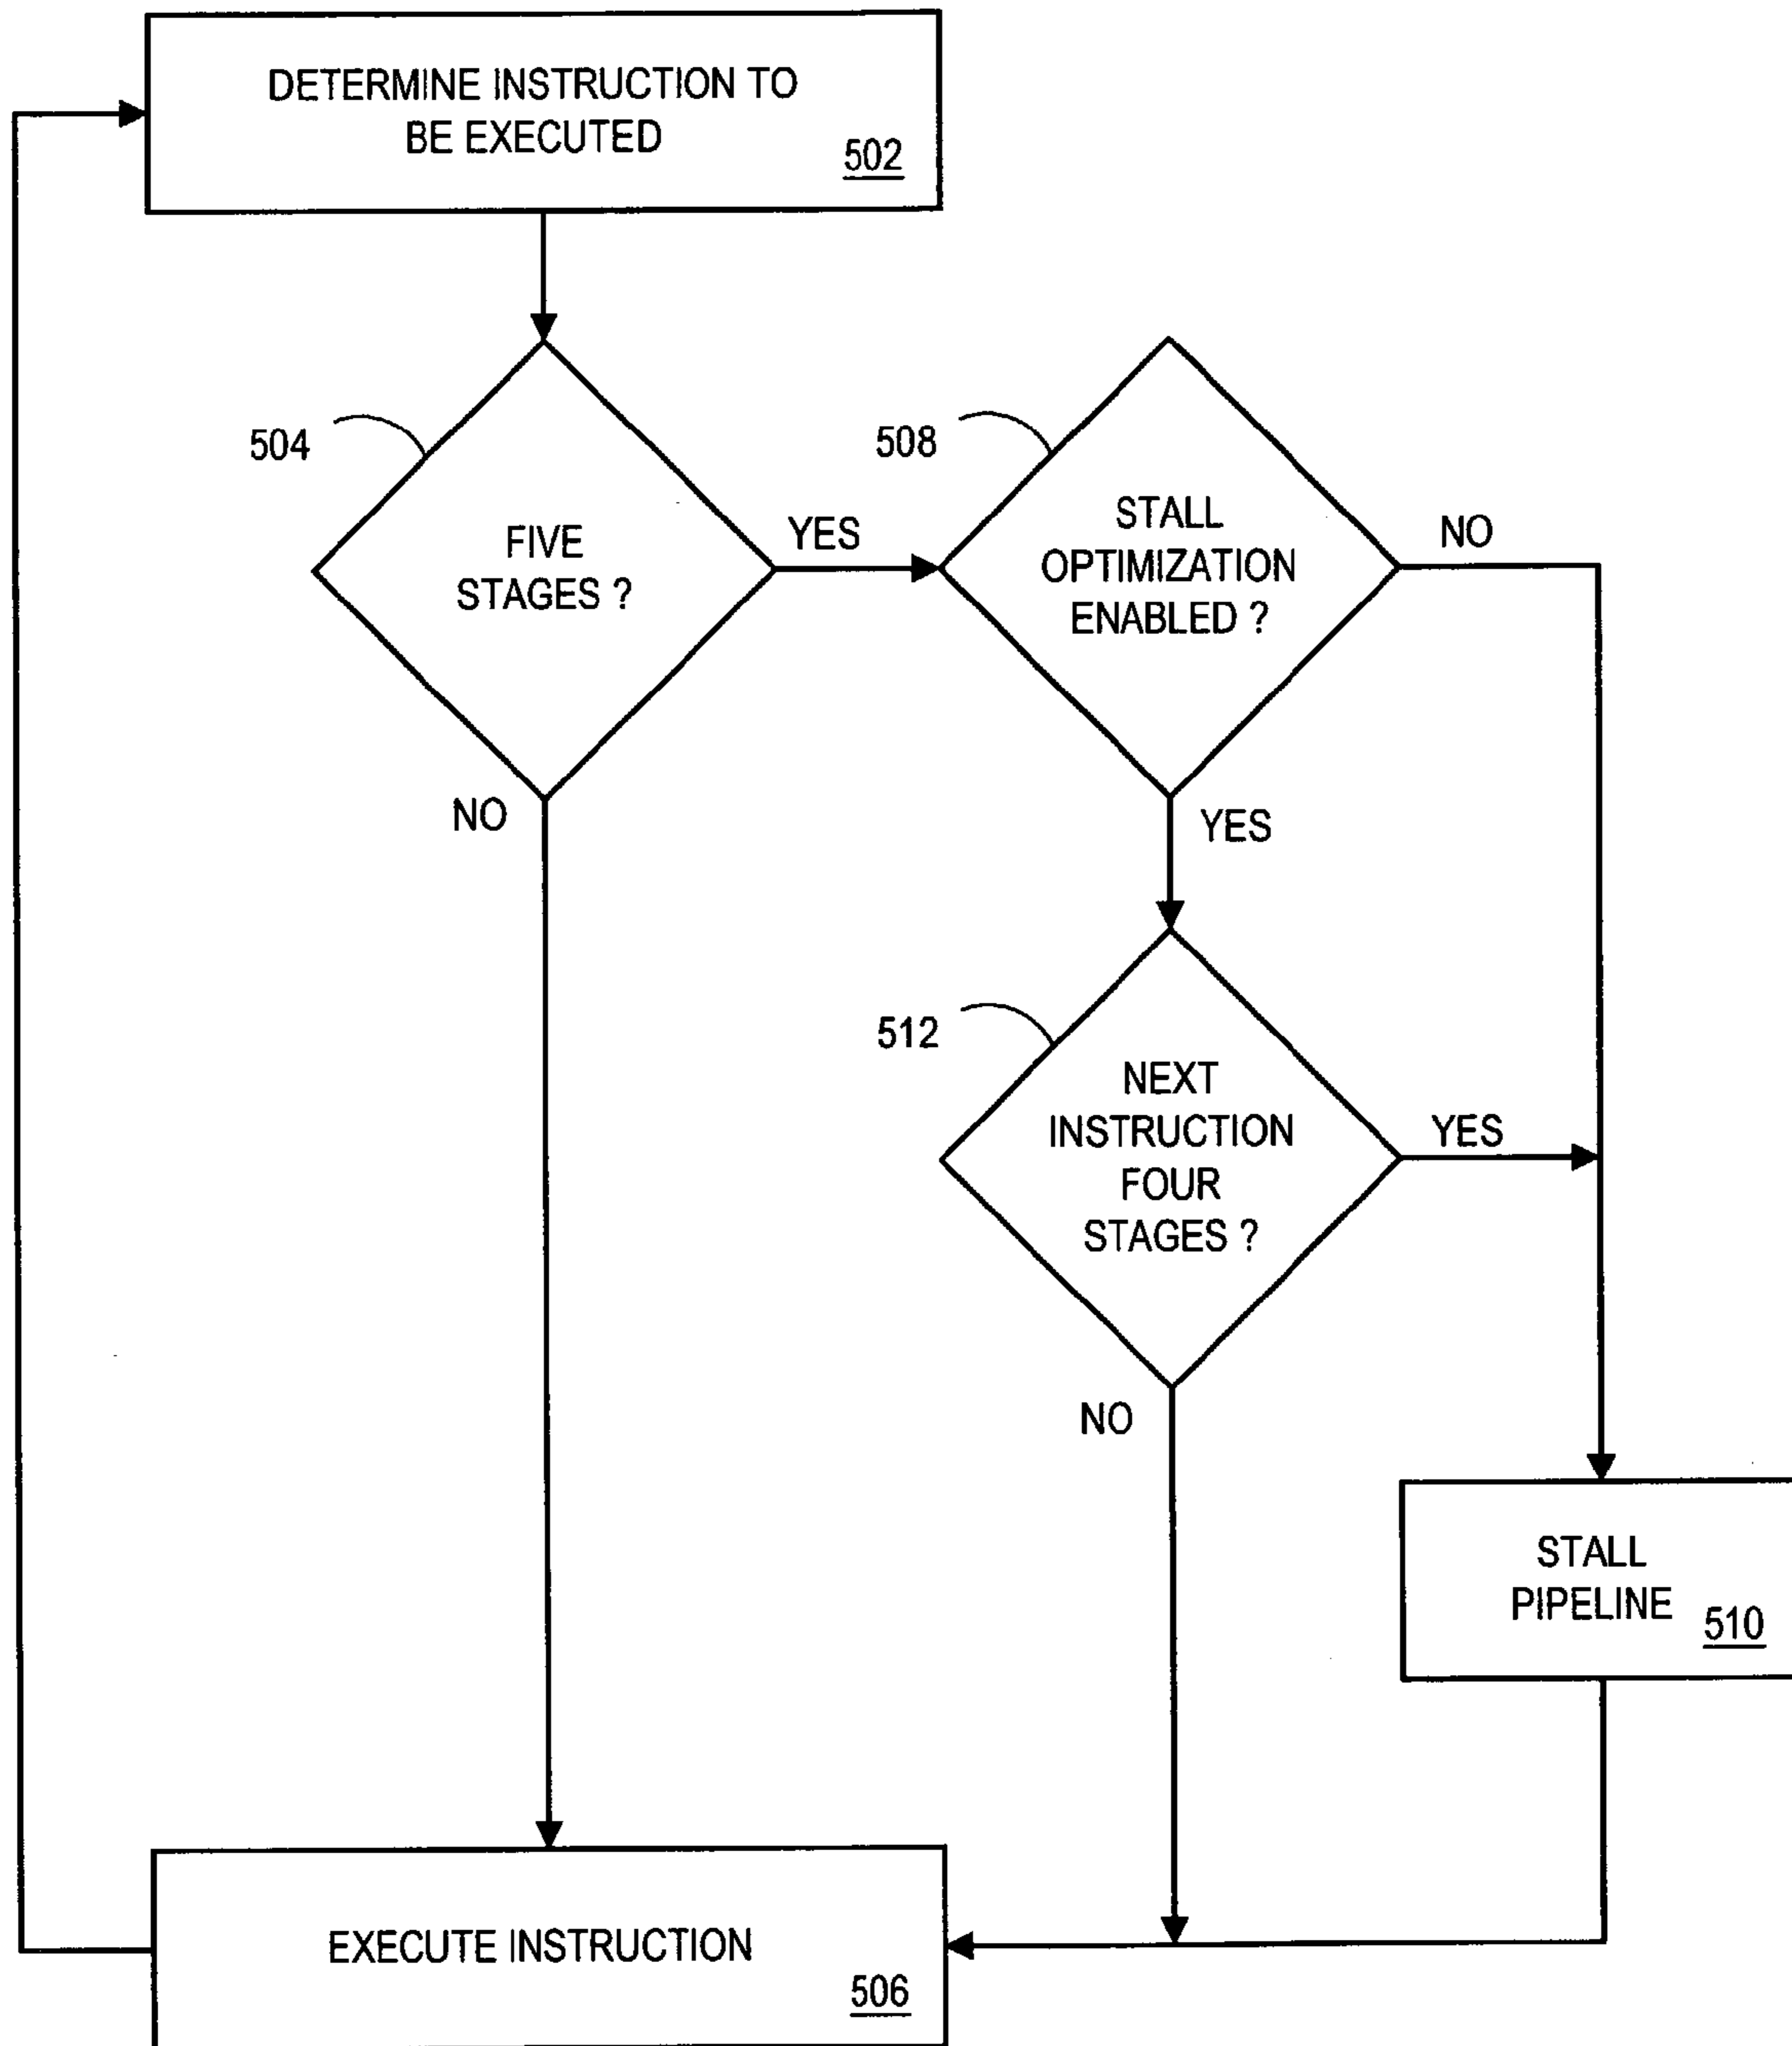 DETERMINE INSTRUCTION TO
BE EXECUTED
502
504
FIVE
STAGES ?
YES
NO
508
STALL
OPTIMIZATION
ENABLED ?
NO
YES
512
NEXT
INSTRUCTION
FOUR
STAGES ?
YES
NO
STALL
PIPELINE
510
EXECUTE INSTRUCTION
506